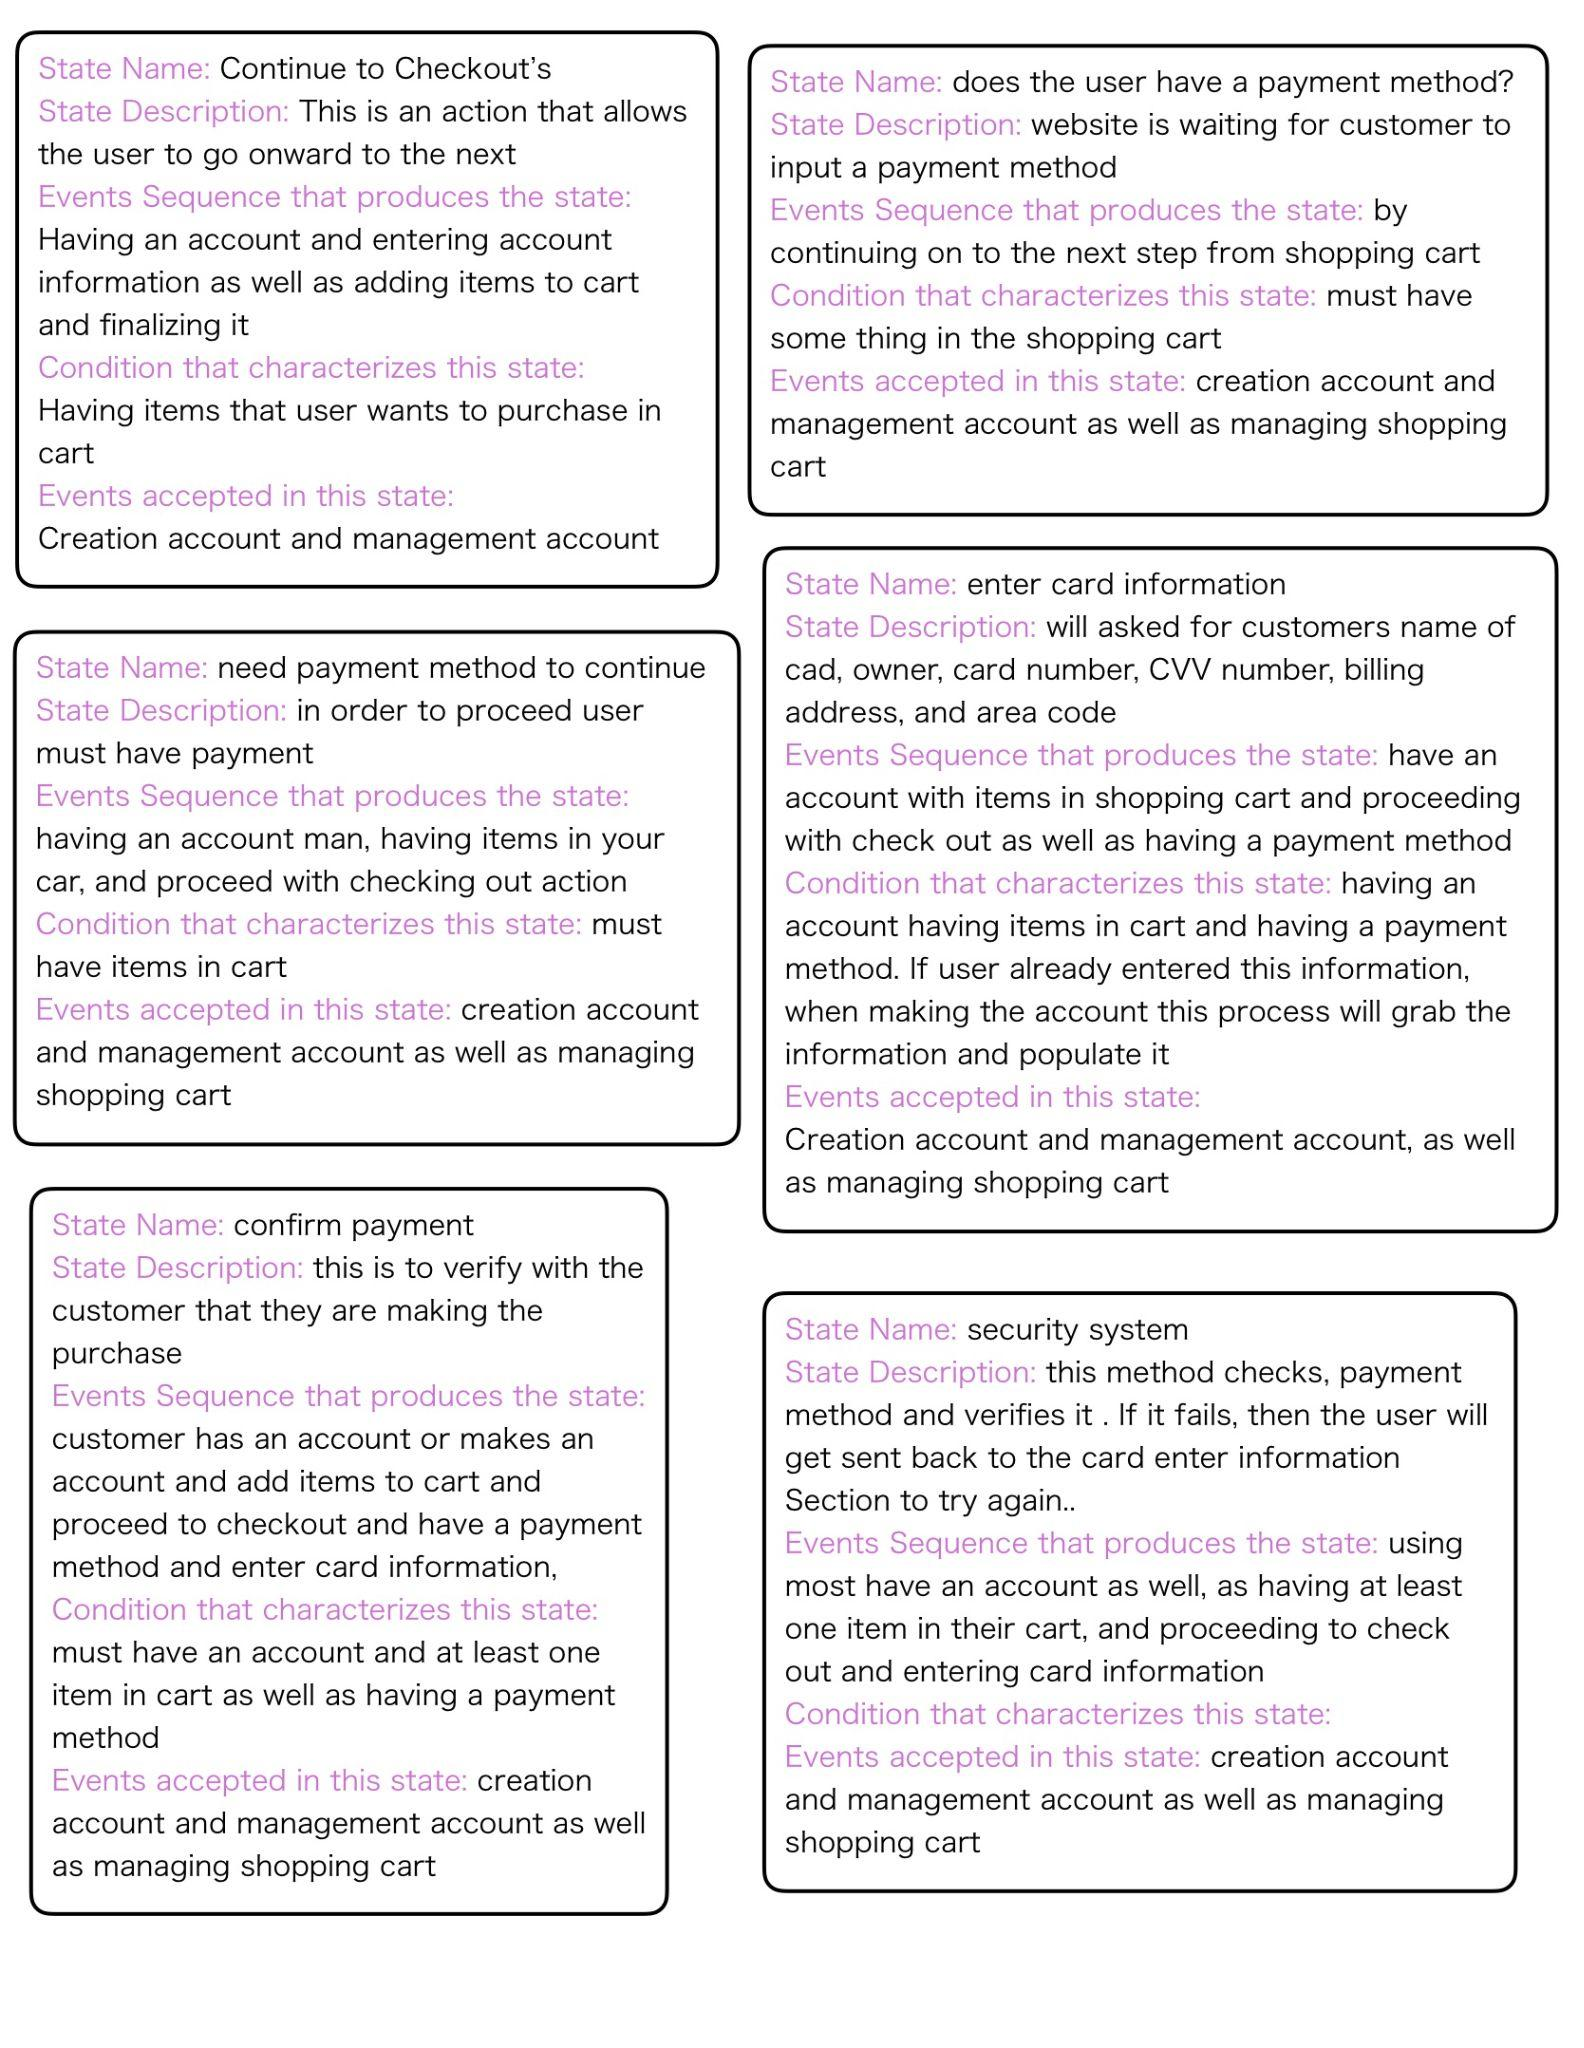 State Name: Continue to Checkout’s
State Description: This is an action that allows
the user to go onward to the next
Events Sequence that produces the state:
Having an account and entering account
information as well as adding items to cart
and finalizing it
Condition that characterizes this state:
Having items that user wants to purchase in
cart
Events accepted in this state:
Creation account and management account
State Name: does the user have a payment method?
State Description: website is waiting for customer to
input a payment method
Events Sequence that produces the state: by
continuing on to the next step from shopping cart
Condition that characterizes this state: must have
some thing in the shopping cart
Events accepted in this state: creation account and
management account as well as managing shopping
cart
State Name: need payment method to continue
State Description: in order to proceed user
must have payment
Events Sequence that produces the state:
having an account man, having items in your
car, and proceed with checking out action
Condition that characterizes this state: must
have items in cart
Events accepted in this state: creation account
and management account as well as managing
shopping cart
State Name: enter card information
State Description: will asked for customers name of
cad, owner, card number, CVV number, billing
address, and area code
Events Sequence that produces the state: have an
account with items in shopping cart and proceeding
with check out as well as having a payment method
Condition that characterizes this state: having an
account having items in cart and having a payment
method. If user already entered this information,
when making the account this process will grab the
information and populate it
Events accepted in this state:
Creation account and management account, as well
as managing shopping cart
State Name: confirm payment
State Description: this is to verify with the
customer that they are making the
purchase
Events Sequence that produces the state:
customer has an account or makes an
account and add items to cart and
proceed to checkout and have a payment
method and enter card information,
Condition that characterizes this state:
must have an account and at least one
item in cart as well as having a payment
method
Events accepted in this state: creation
account and management account as well
as managing shopping cart
State Name: security system
State Description: this method checks, payment
method and verifies it . If it fails, then the user will
get sent back to the card enter information
Section to try again..
Events Sequence that produces the state: using
most have an account as well, as having at least
one item in their cart, and proceeding to check
out and entering card information
Condition that characterizes this state:
Events accepted in this state: creation account
and management account as well as managing
shopping cart